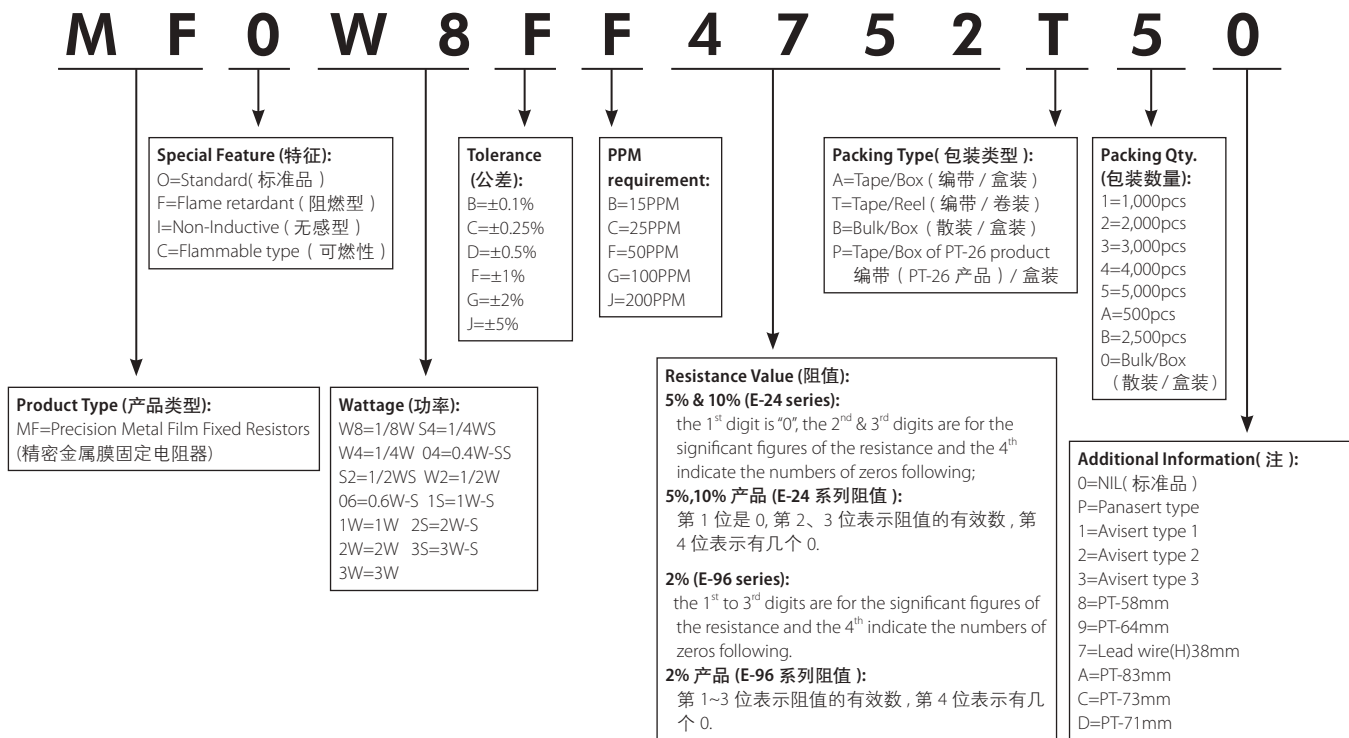 M F 0 W 8 F F 4 7 5 2 T 5 0
Special Feature (特征):
O=Standard( 标准品 )
F=Flame retardant ( 阻燃型 )
I=Non-Inductive ( 无感型 )
C=Flammable type ( 可燃性 )
Tolerance
(公差):
B=±0.1%
C=±0.25%
D=±0.5%
F=±1%
G=±2%
J=±5%
PPM
requirement:
B=15PPM
C=25PPM
F=50PPM
G=100PPM
J=200PPM
Packing Type( 包装类型 ):
A=Tape/Box ( 编带 / 盒装 )
T=Tape/Reel ( 编带 / 卷装 )
B=Bulk/Box ( 散装 / 盒装 )
P=Tape/Box of PT-26 product
编带 ( PT-26 产品 ) / 盒装
Packing Qty.
(包装数量):
1=1,000pcs
2=2,000pcs
3=3,000pcs
4=4,000pcs
5=5,000pcs
A=500pcs
B=2,500pcs
0=Bulk/Box
( 散装 / 盒装 )
Product Type (产品类型):
MF=Precision Metal Film Fixed Resistors
(精密金属膜固定电阻器)
Wattage (功率):
W8=1/8W S4=1/4WS
W4=1/4W 04=0.4W-SS
S2=1/2WS W2=1/2W
06=0.6W-S 1S=1W-S
1W=1W 2S=2W-S
2W=2W 3S=3W-S
3W=3W
Resistance Value (阻值):
5% & 10% (E-24 series):
the 1st digit is "0", the 2nd & 3rd digits are for the
significant figures of the resistance and the 4th
indicate the numbers of zeros following;
5%,10% 产品 (E-24 系列阻值 ):
第 1 位是 0, 第 2、3 位表示阻值的有效数 , 第
4 位表示有几个 0.
2% (E-96 series):
the 1st to 3rd digits are for the significant figures of
the resistance and the 4th indicate the numbers of
zeros following.
2% 产品 (E-96 系列阻值 ):
第 1~3 位表示阻值的有效数 , 第 4 位表示有几
个 0.
Additional Information( 注 ):
0=NIL( 标准品 )
P=Panasert type
1=Avisert type 1
2=Avisert type 2
3=Avisert type 3
8=PT-58mm
9=PT-64mm
7=Lead wire(H)38mm
A=PT-83mm
C=PT-73mm
D=PT-71mm